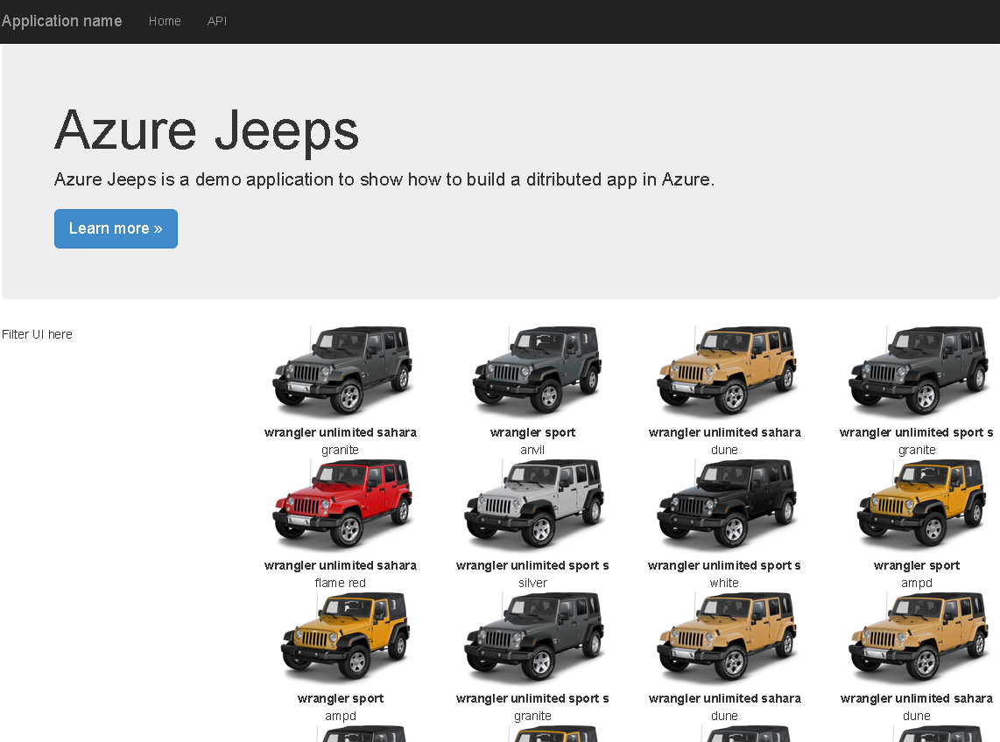 Application name Home API
Azure Jeeps
Azure Jeeps is a demo application to show how to build a ditributed app in Azure.
Learn more »
Filter UI here
wrangler unlimited sahara wrangler sport wrangler unlimited sahara wrangler unlimited sport s
granite anvil dune granite
wrangler unlimited sahara wrangler unlimited sport s wrangler unlimited sport s wrangler sport
flame red silver white ampd
wrangler sport wrangler unlimited sport s wrangler unlimited sahara wrangler unlimited sahara
ampd granite dune dune